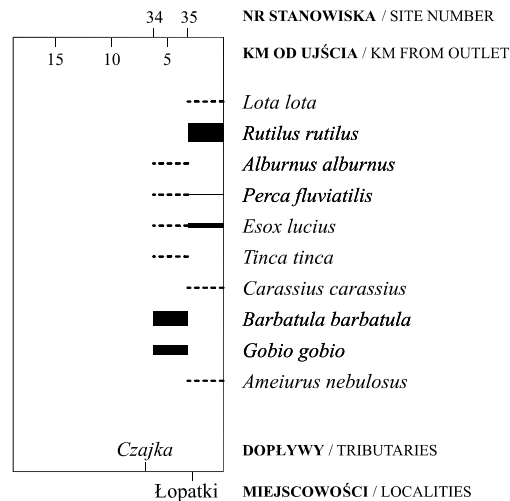 34 35 NR STANOWISKA / SITE NUMBER
KM OD UJŚCIA / KM FROM OUTLET
15 10 5
Lota lota
Rutilus rutilus
Alburnus alburnus
Perca fluviatilis
Esox lucius
Tinca tinca
Carassius carassius
Barbatula barbatula
Gobio gobio
Ameiurus nebulosus
Czajka DOPŁYWY / TRIBUTARIES
Łopatki MIEJSCOWOŚCI / LOCALITIES